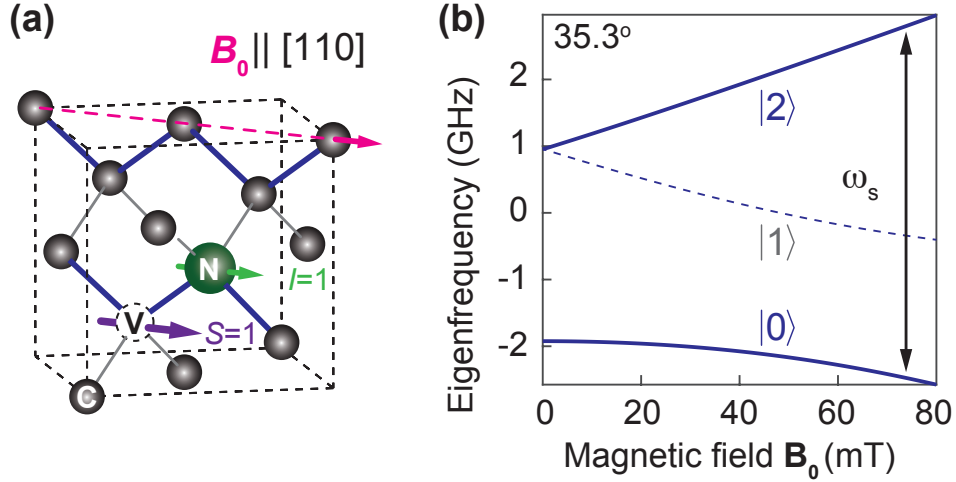 (a)
B₀ || [110]
N
I=1
V
S=1
C
(b)
35.3°
Eigenfrequency (GHz)
2
1
0
-1
-2
|2⟩
ωₛ
|1⟩
|0⟩
0 20 40 60 80
Magnetic field B₀ (mT)